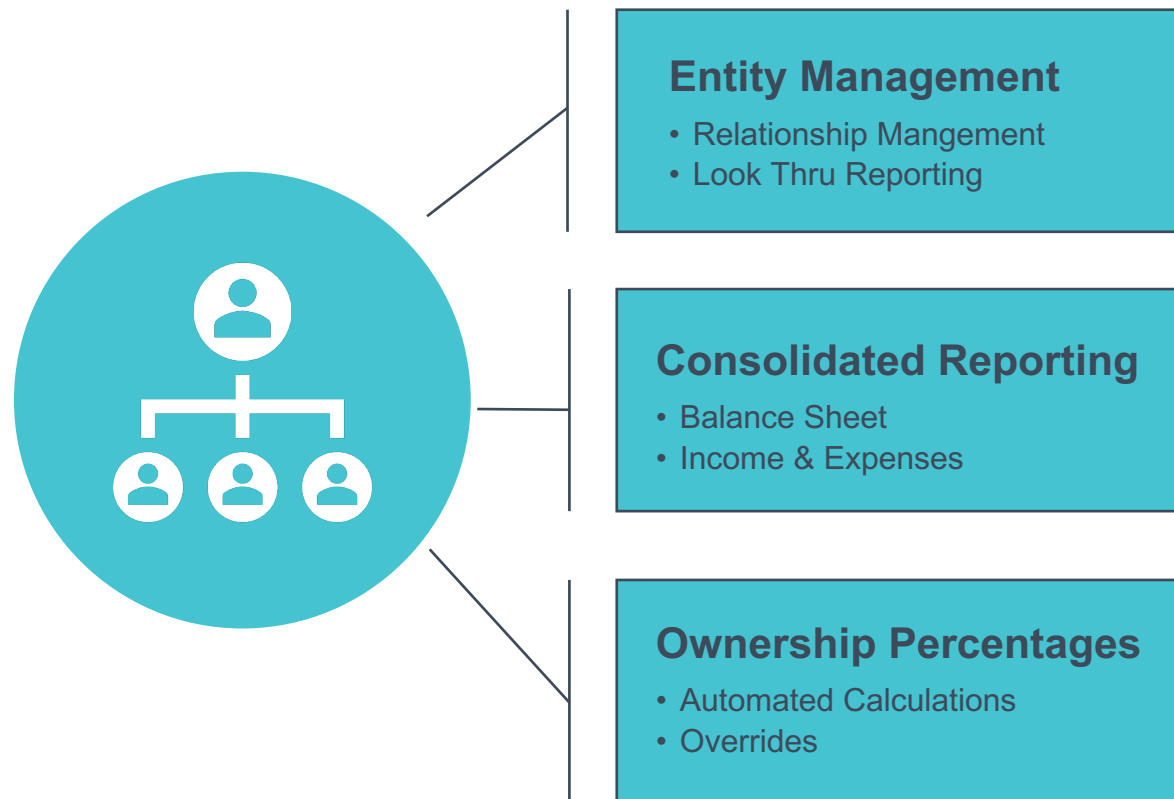 Entity Management
• Relationship Mangement
• Look Thru Reporting
Consolidated Reporting
• Balance Sheet
• Income & Expenses
Ownership Percentages
• Automated Calculations
• Overrides